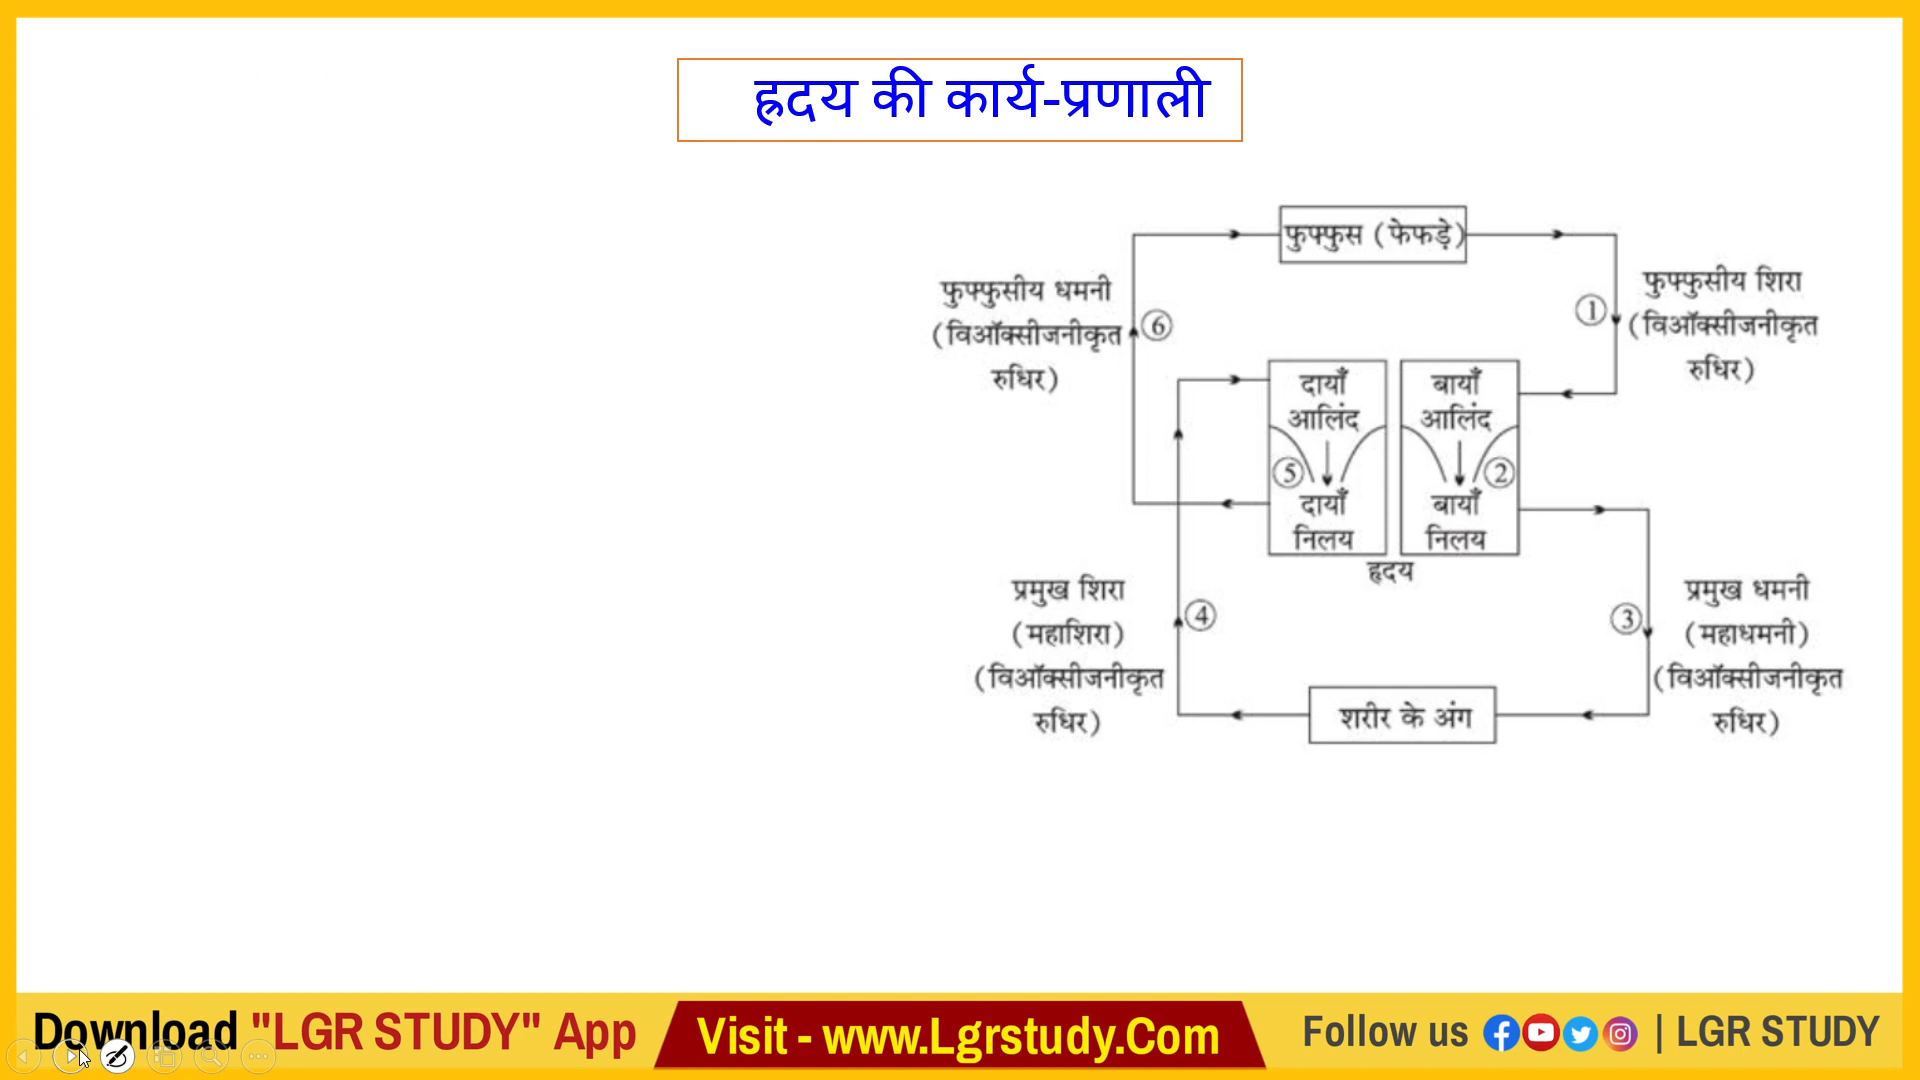 ह्रदय की कार्य-प्रणाली
फुफ्फुस (फेफड़े)
फुफ्फुसीय धमनी
(विऑक्सीजनीकृत
रुधिर)
⑥
①
फुफ्फुसीय शिरा
(विऑक्सीजनीकृत
रुधिर)
दायाँ
आलिंद
⑤
दायाँ
निलय
बायाँ
आलिंद
②
बायाँ
निलय
हृदय
प्रमुख शिरा
(महाशिरा)
(विऑक्सीजनीकृत
रुधिर)
④
③
प्रमुख धमनी
(महाधमनी)
(विऑक्सीजनीकृत
रुधिर)
शरीर के अंग
Download "LGR STUDY" App
Visit - www.Lgrstudy.Com
Follow us | LGR STUDY